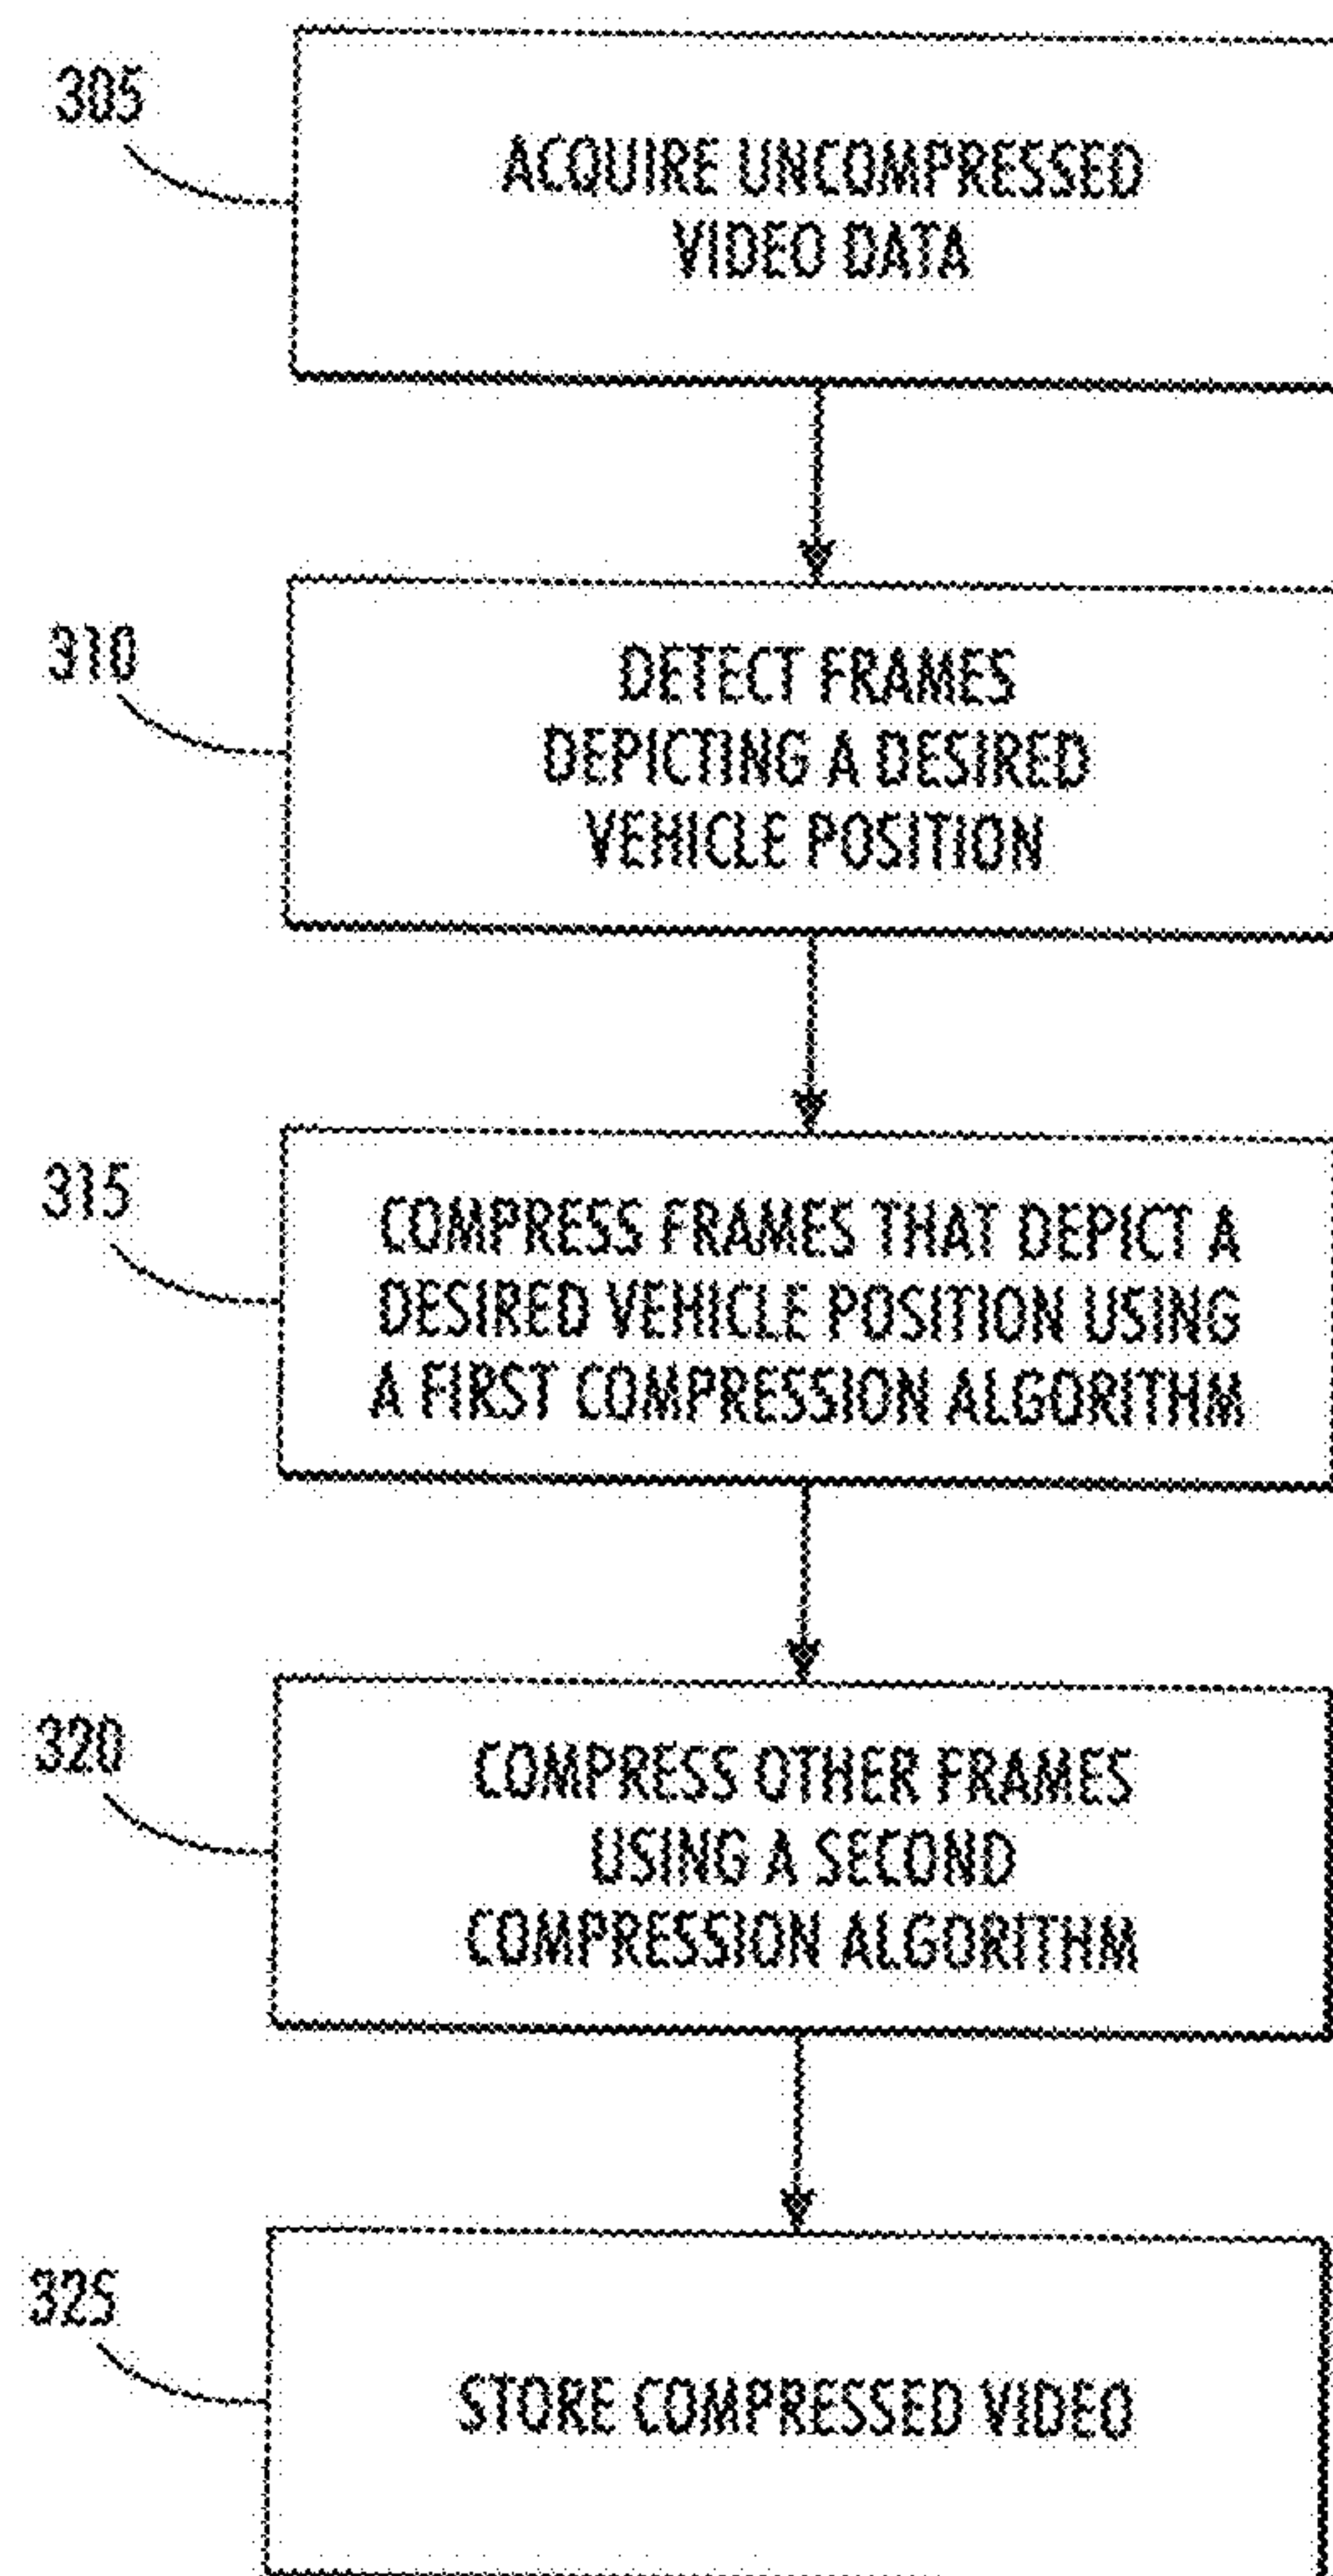 305
ACQUIRE UNCOMPRESSED
VIDEO DATA
310
DETECT FRAMES
DEPICTING A DESIRED
VEHICLE POSITION
315
COMPRESS FRAMES THAT DEPICT A
DESIRED VEHICLE POSITION USING
A FIRST COMPRESSION ALGORITHM
320
COMPRESS OTHER FRAMES
USING A SECOND
COMPRESSION ALGORITHM
325
STORE COMPRESSED VIDEO